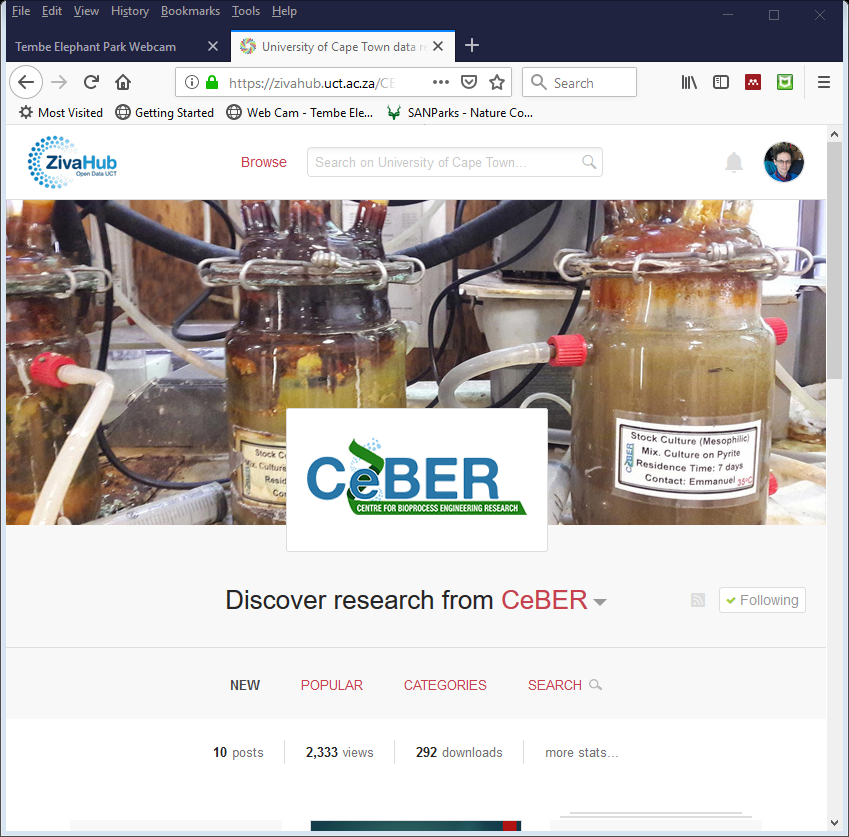 File Edit View History Bookmarks Tools Help
Tembe Elephant Park Webcam
University of Cape Town data re
https://zivahub.uct.ac.za/CE
Search
Most Visited Getting Started Web Cam - Tembe Ele... SANParks - Nature Co...
ZivaHub
Open Data UCT
Browse
Search on University of Cape Town...
Stock Culture (Mesophilic)
Mix. Culture on Pyrite
Residence Time: 7 days
Contact: Emmanuel 35°C
CeBER
Stock C
Mix. Culture
Resid
Cont
CeBER
CENTRE FOR BIOPROCESS ENGINEERING RESEARCH
Discover research from CeBER
Following
NEW POPULAR CATEGORIES SEARCH
10 posts 2,333 views 292 downloads more stats...